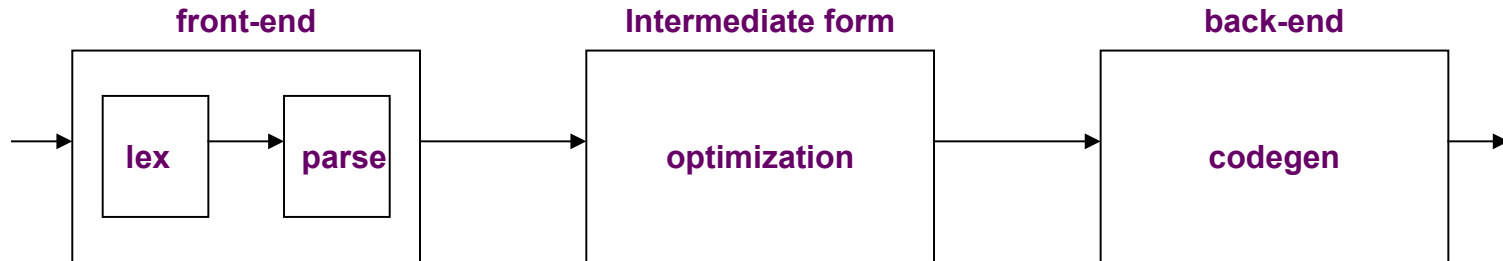 front-end
Intermediate form
back-end
lex
parse
optimization
codegen